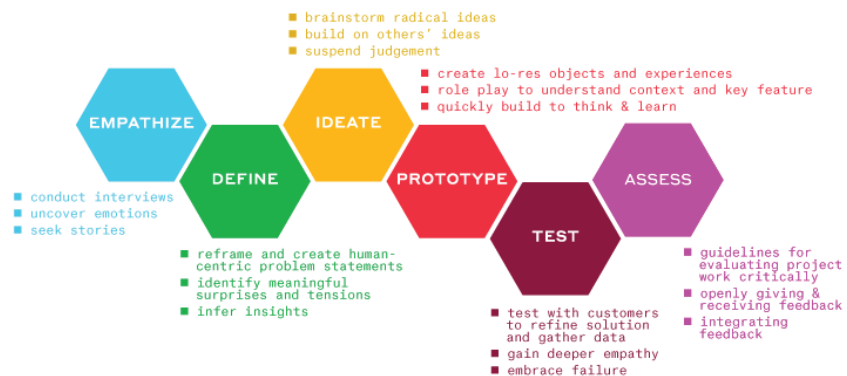 EMPATHIZE
■ conduct interviews
■ uncover emotions
■ seek stories
DEFINE
■ reframe and create human-
centric problem statements
■ identify meaningful
surprises and tensions
■ infer insights
■ brainstorm radical ideas
■ build on others’ ideas
■ suspend judgement
IDEATE
■ create lo-res objects and experiences
■ role play to understand context and key feature
■ quickly build to think & learn
PROTOTYPE
TEST
■ test with customers
to refine solution
and gather data
■ gain deeper empathy
■ embrace failure
ASSESS
■ guidelines for
evaluating project
work critically
■ openly giving &
receiving feedback
■ integrating
feedback